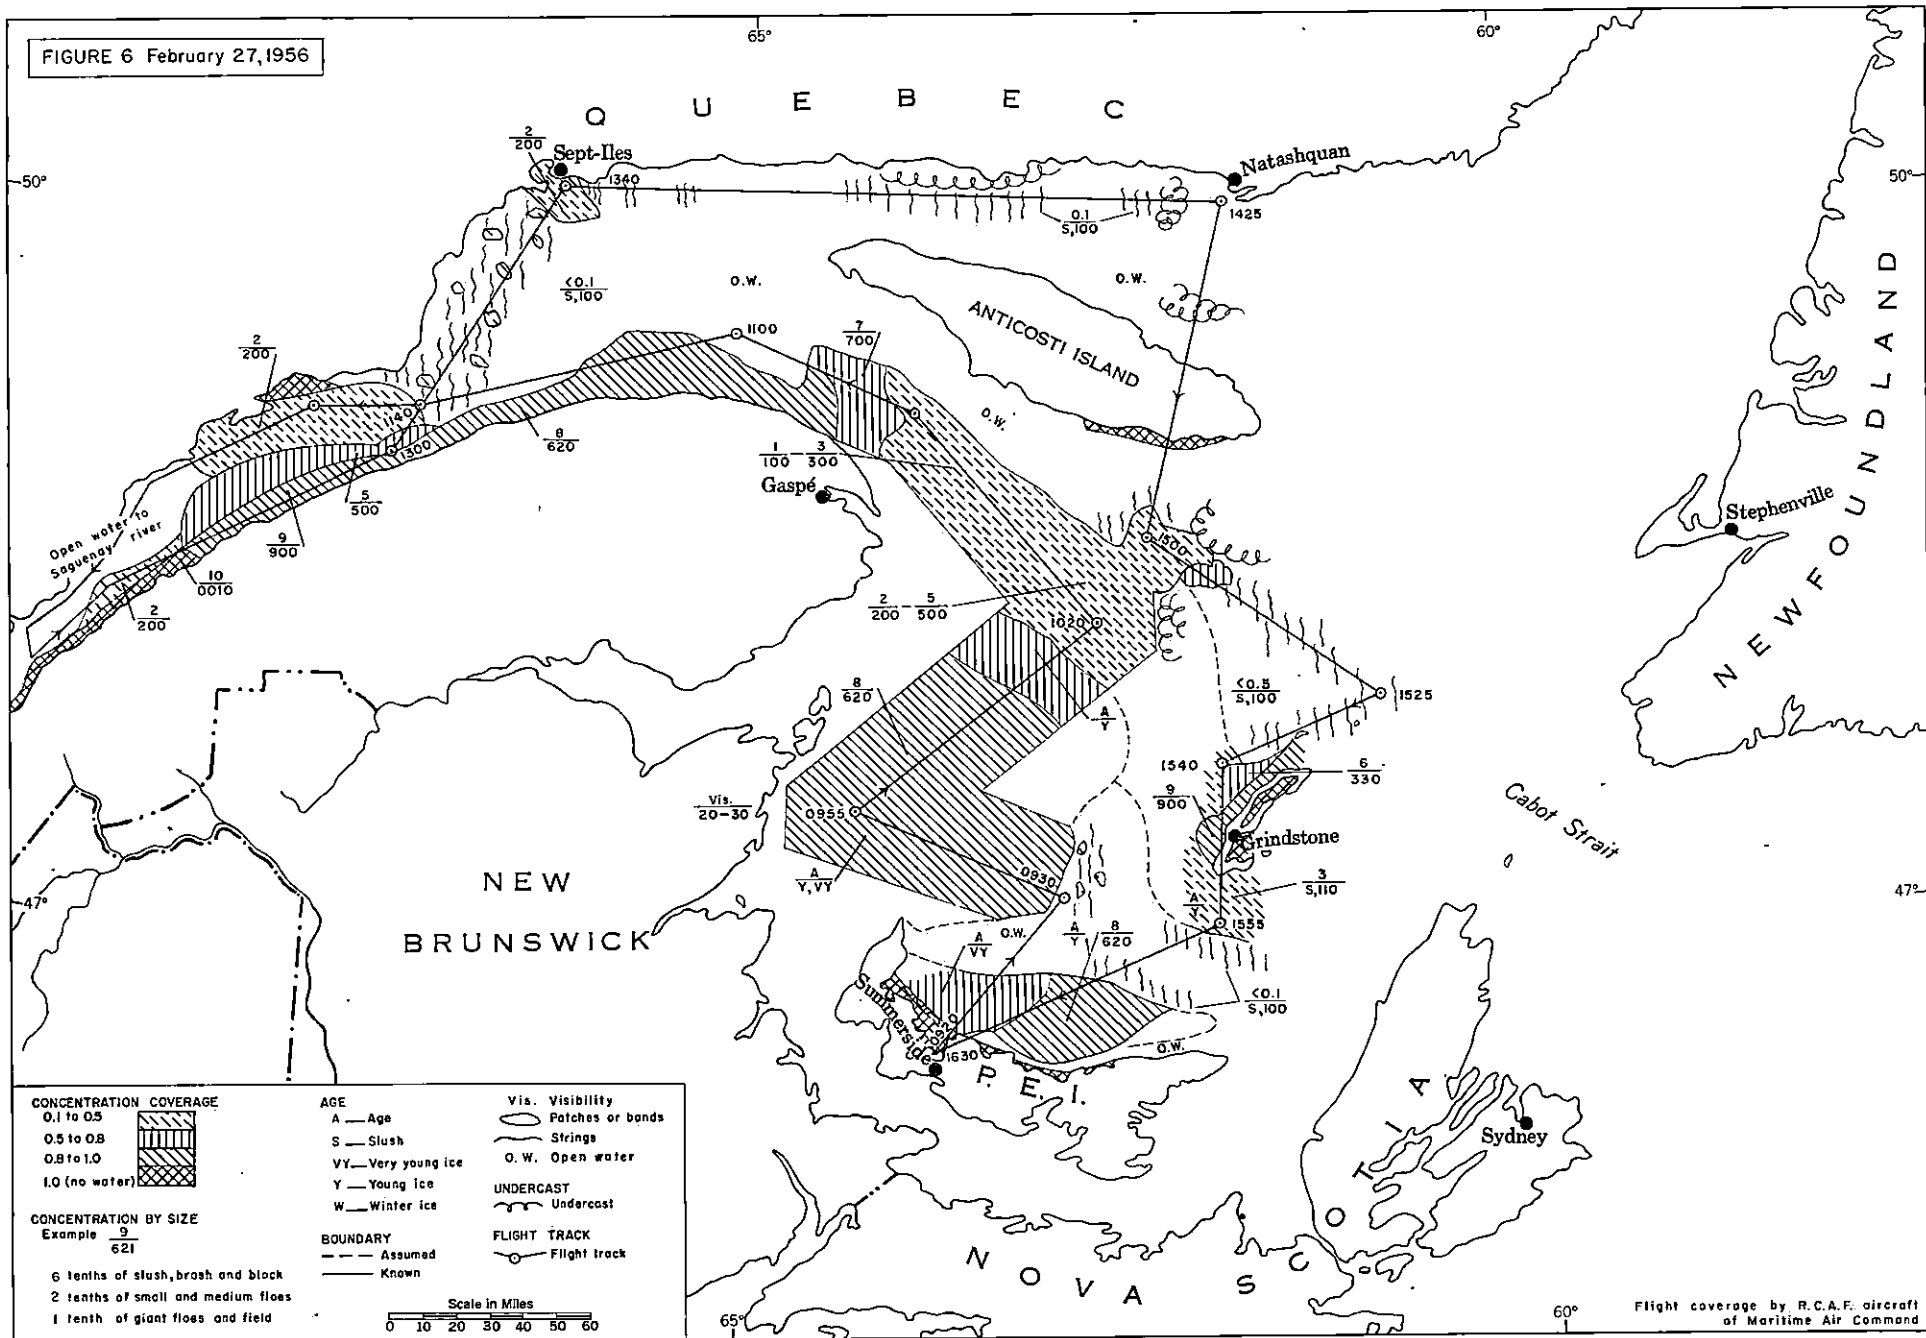 FIGURE 6 February 27,1956
65°
60°
QUEBEC
2
200
Sept-Iles
1340
Natashquan
50°
50°
1425
0.1
S,100
<0.1
S,100
O.W.
O.W.
ANTICOSTI ISLAND
1100
7
700
2
200
O.W.
1140
1300
8
620
1
100
–
3
300
Gaspé
5
500
9
900
Open water to
Saguenay river
10
0010
2
200
1500
Stephenville
NEWFOUNDLAND
2
200
–
5
500
1020
8
620
A
Y
<0.5
S,100
1525
1540
6
330
9
900
Vis.
20-30
0955
Grindstone
Cabot Strait
A
Y,VY
0930
3
S,110
47°
47°
NEW
BRUNSWICK
A
Y
1555
O.W.
A
VY
A
Y
8
620
<0.1
S,100
Summerside
0920
1630
O.W.
P.E.I.
Sydney
NOVA SCOTIA
CONCENTRATION COVERAGE
0.1 to 0.5
0.5 to 0.8
0.8 to 1.0
1.0 (no water)
CONCENTRATION BY SIZE
Example 9
621
6 tenths of slush, brash and block
2 tenths of small and medium floes
1 tenth of giant floes and field
AGE
A — Age
S — Slush
VY — Very young ice
Y — Young ice
W — Winter ice
BOUNDARY
Assumed
Known
Vis. Visibility
Patches or bands
Strings
O.W. Open water
UNDERCAST
Undercast
FLIGHT TRACK
Flight track
Scale in Miles
0 10 20 30 40 50 60
65°
60°
Flight coverage by R.C.A.F. aircraft
of Maritime Air Command